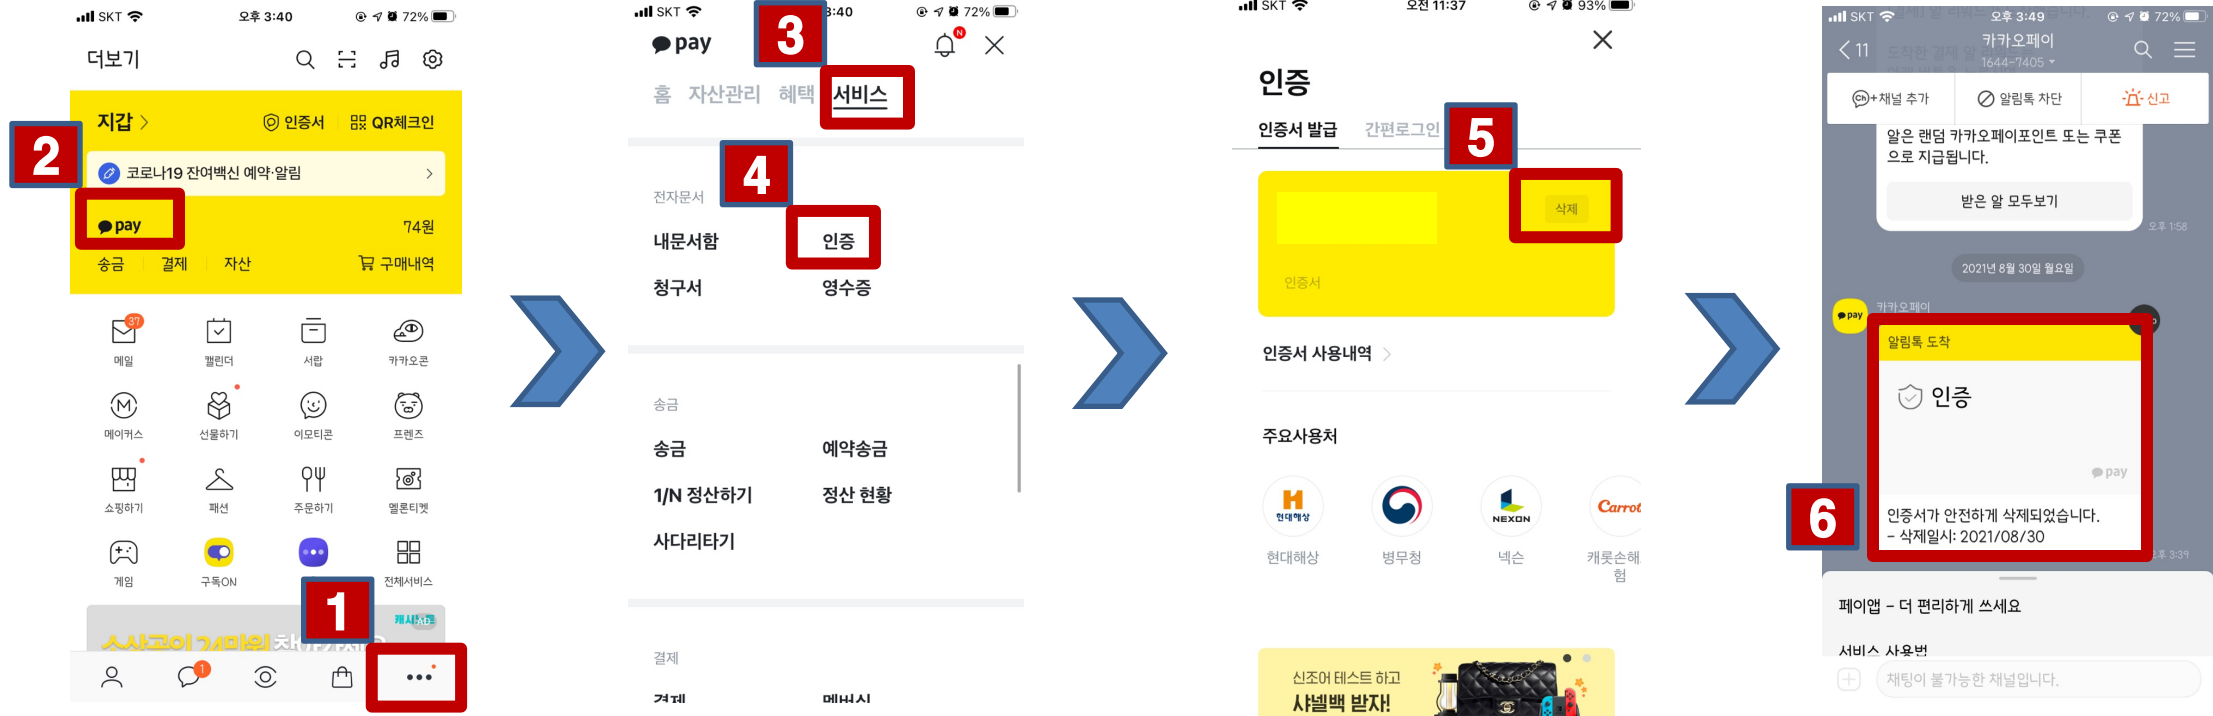 SKT 오후 3:40 72%
더보기
지갑 >
인증서
QR체크인
2
코로나19 잔여백신 예약·알림
pay
74원
송금
결제
자산
구매내역
37
메일
캘린더
서랍
카카오콘
메이커스
선물하기
이모티콘
프렌즈
쇼핑하기
패션
주문하기
멜론티켓
게임
구독ON
전체서비스
1
1
SKT 3:40 72%
pay
3
N
홈 자산관리 혜택 서비스
4
전자문서
내문서함
인증
청구서
영수증
송금
송금
예약송금
1/N 정산하기
정산 현황
사다리타기
결제
결제
멤버십
SKT 오전 11:37 93%
인증
인증서 발급
간편로그인
5
삭제
인증서
인증서 사용내역 >
주요사용처
현대해상
NEXON
Carrot
현대해상
병무청
넥슨
캐롯손해
험
신조어 테스트 하고
샤넬백 받자!
SKT 오후 3:49 72%
11
카카오페이
1644-7405
Ch+채널 추가
알림톡 차단
신고
알은 랜덤 카카오페이포인트 또는 쿠폰
으로 지급됩니다.
받은 알 모두보기
오후 1:58
2021년 8월 30일 월요일
카카오페이
pay
알림톡 도착
인증
pay
6
인증서가 안전하게 삭제되었습니다.
- 삭제일시: 2021/08/30
오후 3:39
페이앱 - 더 편리하게 쓰세요
서비스 사용법
채팅이 불가능한 채널입니다.